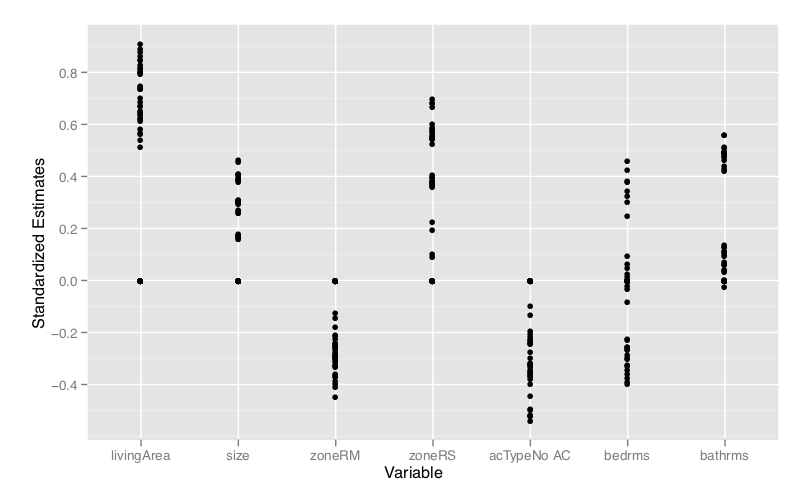 Standardized Estimates
0.8
0.6
0.4
0.2
0.0
−0.2
−0.4
livingArea size zoneRM zoneRS acTypeNo AC bedrms bathrms
Variable